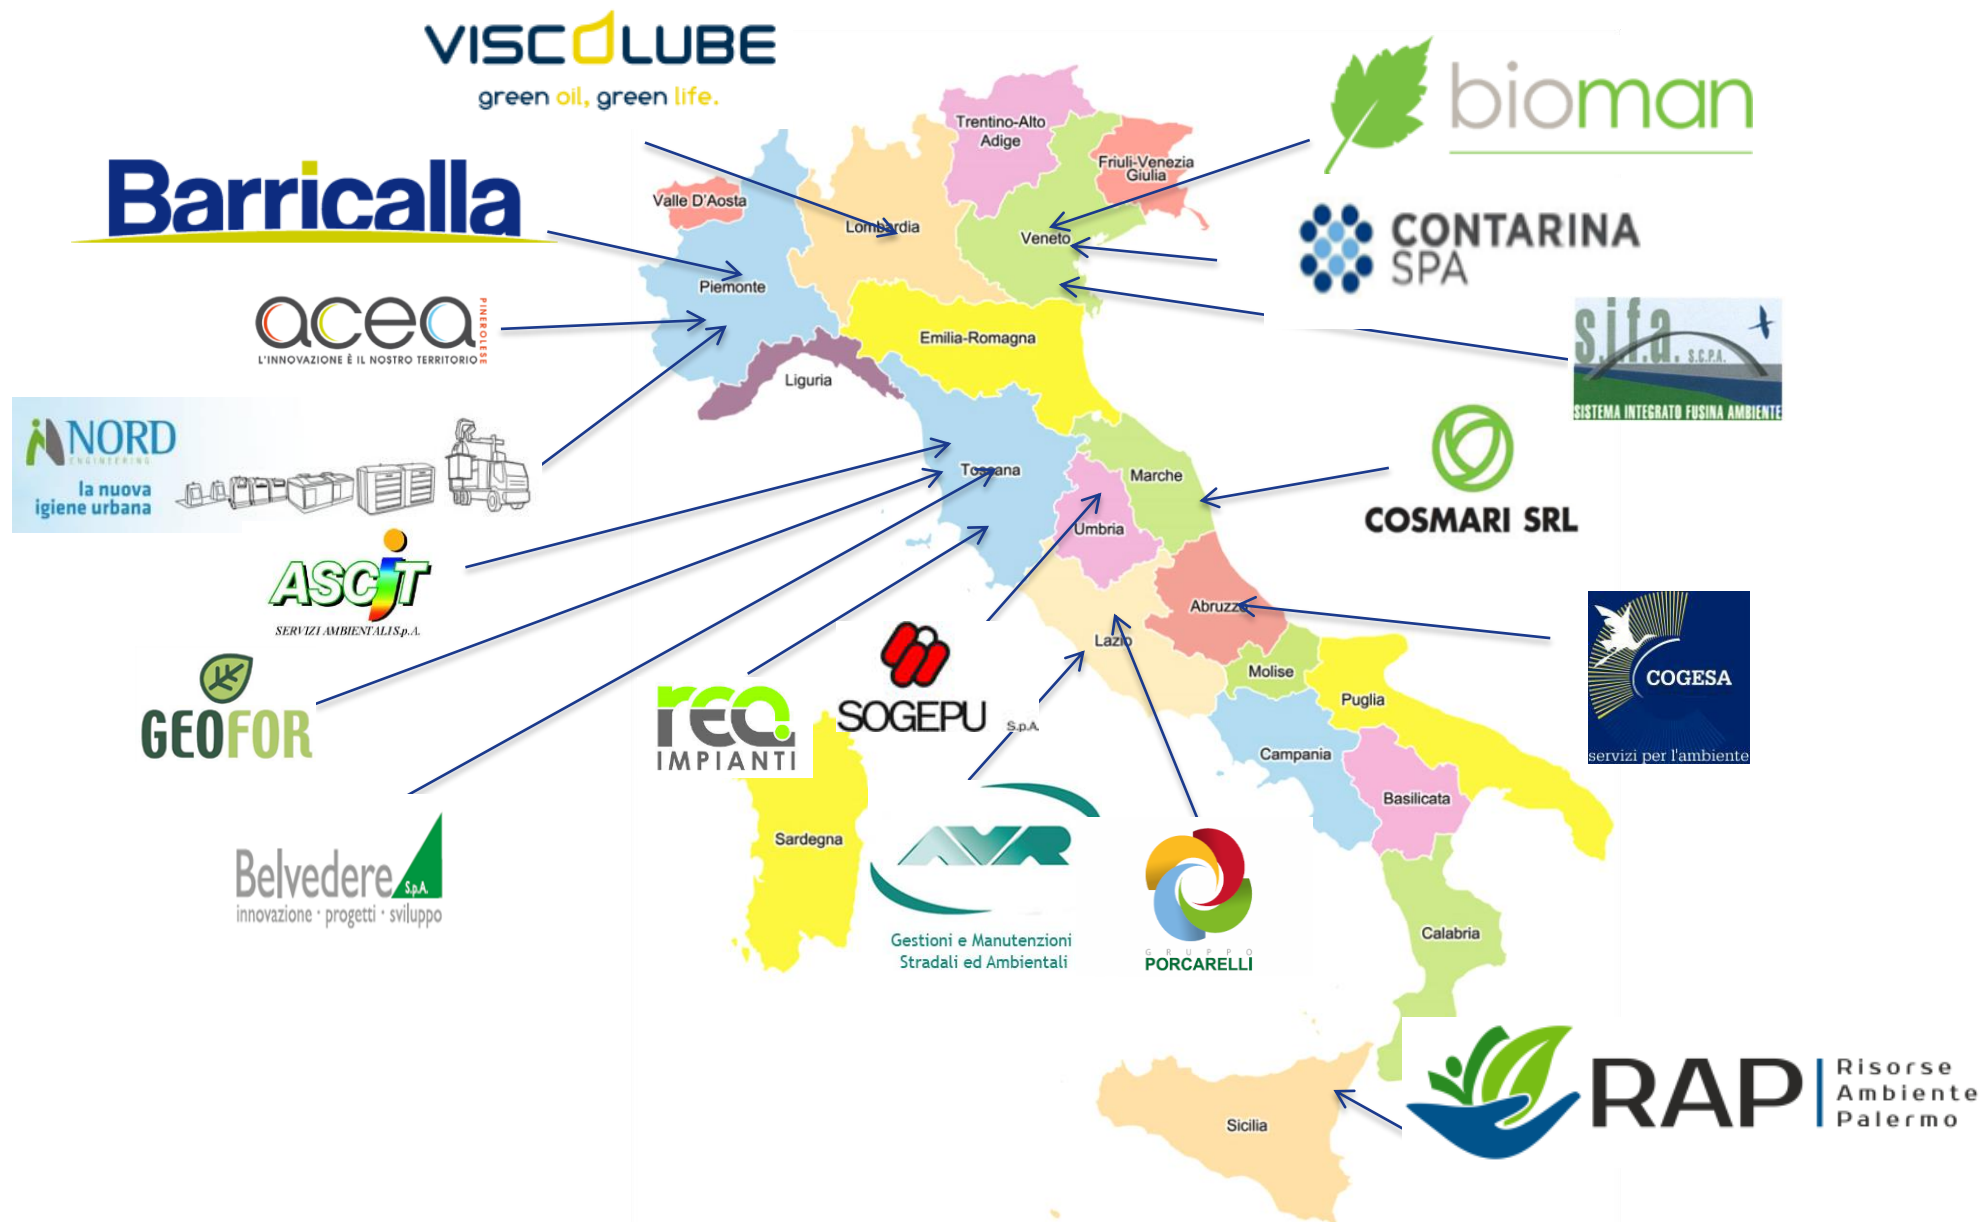 VISCOLUBE
green oil, green life.
bioman
Barricalla
CONTARINA
SPA
acea
PINEROLESE
L'INNOVAZIONE È IL NOSTRO TERRITORIO
s.i.f.a. S.C.P.A.
SISTEMA INTEGRATO FUSINA AMBIENTE
NORD
ENGINEERING
la nuova
igiene urbana
COSMARI SRL
ASCIT
SERVIZI AMBIENTALI S.p.A.
GEOFOR
rea
IMPIANTI
SOGEPU S.p.A.
COGESA
servizi per l'ambiente
Belvedere S.p.A.
innovazione · progetti · sviluppo
AVR
Gestioni e Manutenzioni
Stradali ed Ambientali
GRUPPO
PORCARELLI
RAP
Risorse
Ambiente
Palermo
Trentino-Alto
Adige
Friuli-Venezia
Giulia
Valle D'Aosta
Lombardia
Veneto
Piemonte
Emilia-Romagna
Liguria
Toscana
Marche
Umbria
Abruzzo
Lazio
Molise
Puglia
Campania
Basilicata
Sardegna
Calabria
Sicilia